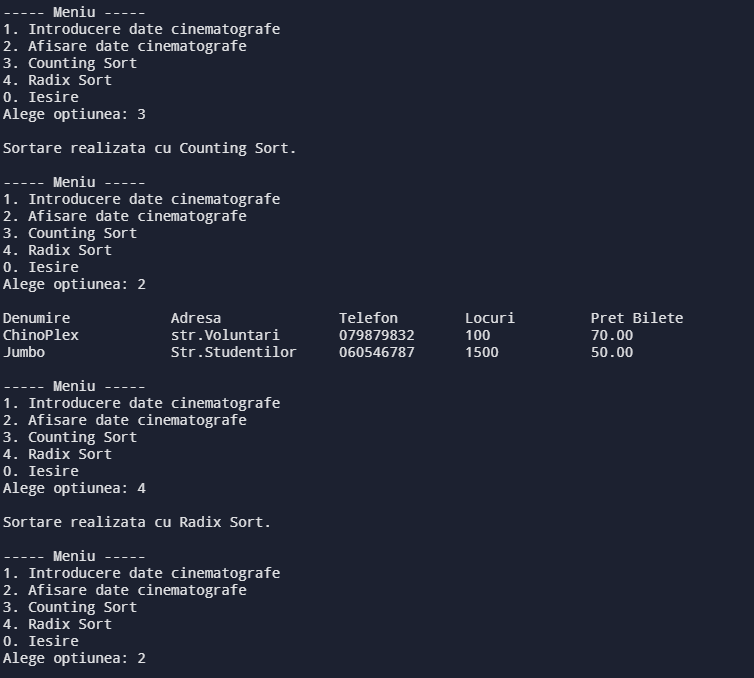 ----- Meniu -----
1. Introducere date cinematografe
2. Afisare date cinematografe
3. Counting Sort
4. Radix Sort
0. Iesire
Alege optiunea: 3
Sortare realizata cu Counting Sort.
----- Meniu -----
1. Introducere date cinematografe
2. Afisare date cinematografe
3. Counting Sort
4. Radix Sort
0. Iesire
Alege optiunea: 2
Denumire Adresa Telefon Locuri Pret Bilete
ChinoPlex str.Voluntari 079879832 100 70.00
Jumbo Str.Studentilor 060546787 1500 50.00
----- Meniu -----
1. Introducere date cinematografe
2. Afisare date cinematografe
3. Counting Sort
4. Radix Sort
0. Iesire
Alege optiunea: 4
Sortare realizata cu Radix Sort.
----- Meniu -----
1. Introducere date cinematografe
2. Afisare date cinematografe
3. Counting Sort
4. Radix Sort
0. Iesire
Alege optiunea: 2